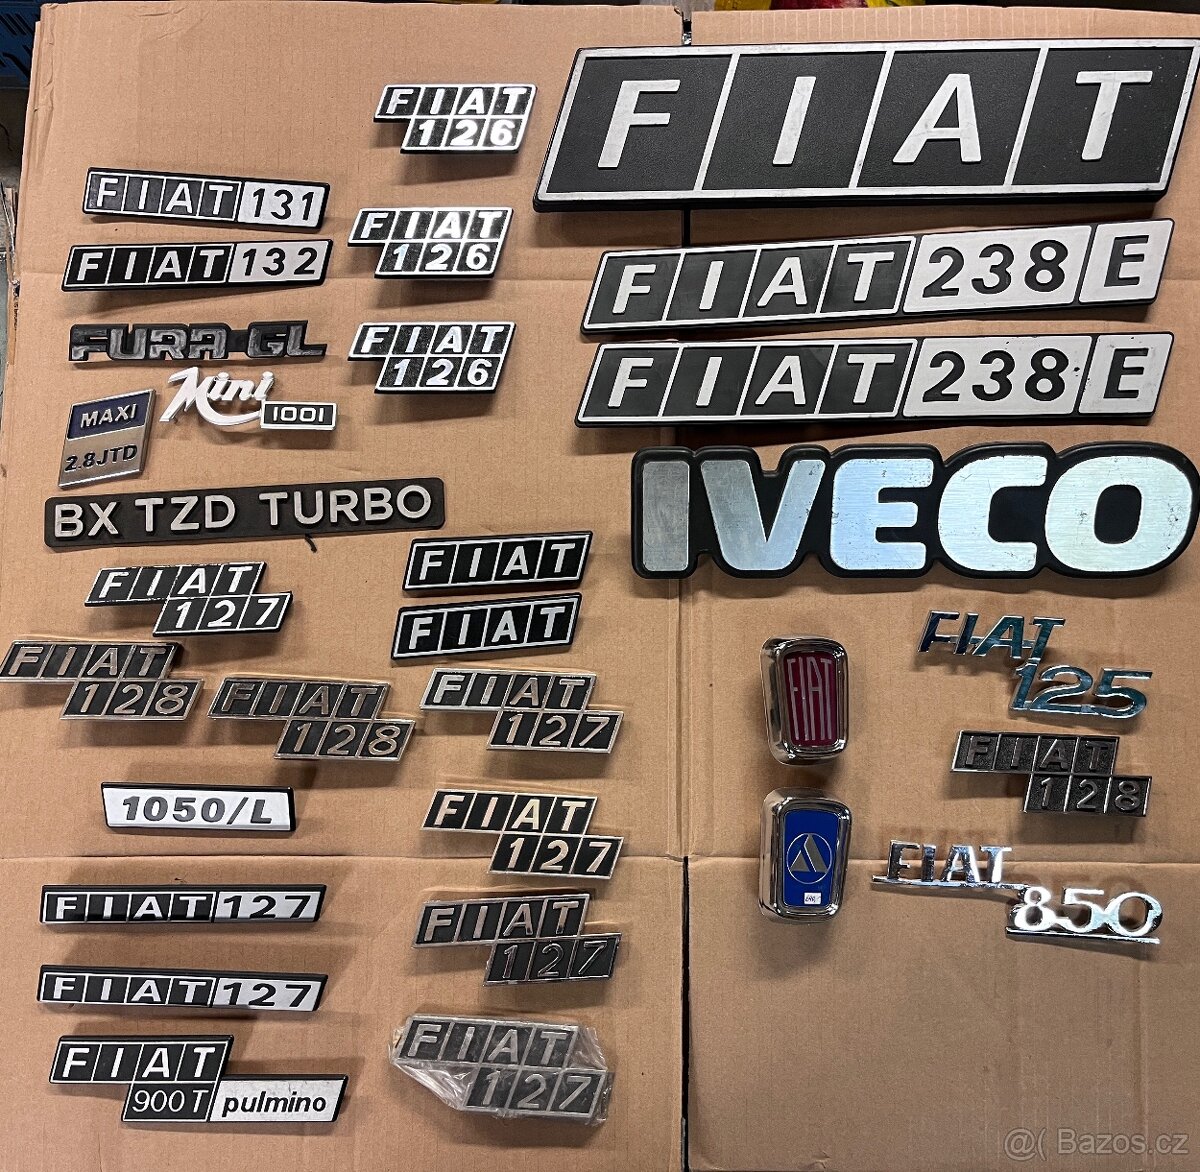 FIAT
126
FIAT
FIAT 131
FIAT
126
FIAT 132
FIAT 238 E
FURA GL
FIAT
126
FIAT 238 E
Mini
1001
MAXI
2.8JTD
BX TZD TURBO
IVECO
FIAT
127
FIAT
FIAT
FIAT
128
FIAT
128
FIAT
127
FIAT
FIAT
125
FIAT
128
1050/L
FIAT
127
FIAT
850
FIAT 127
FIAT
127
FIAT 127
FIAT
900 T pulmino
FIAT
127
@( Bazos.cz